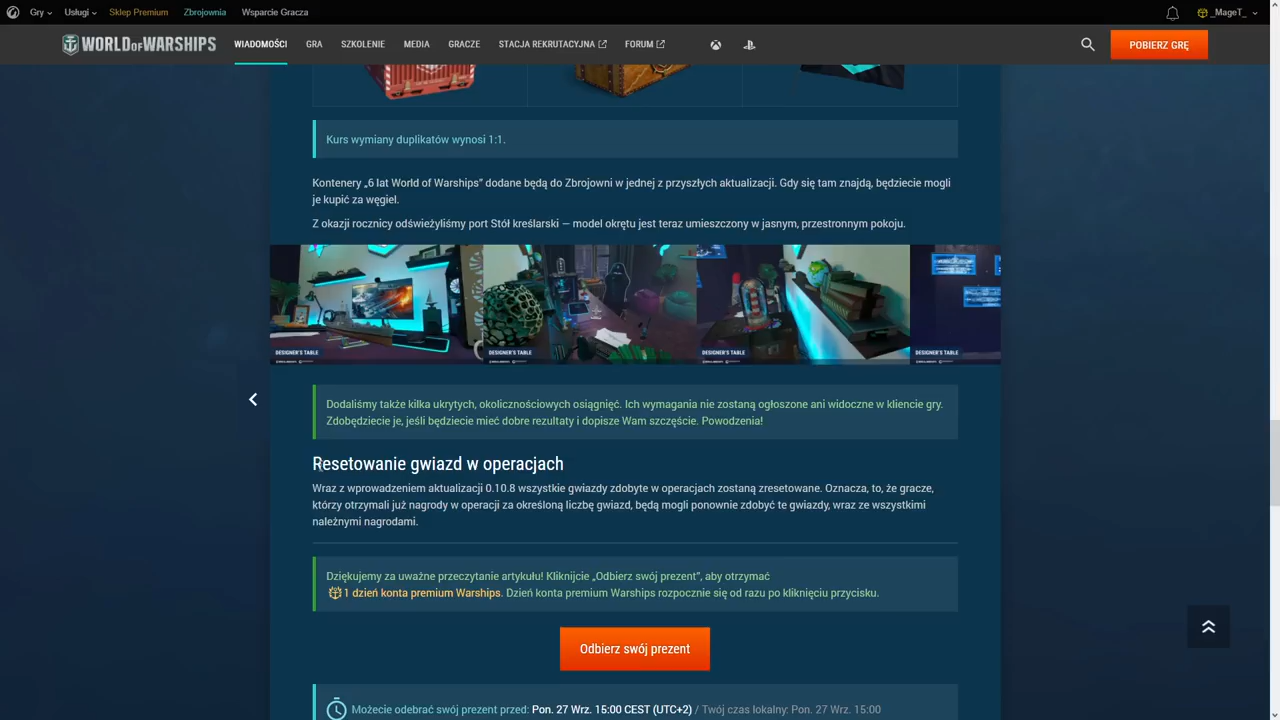 Gry Usługi Sklep Premium Zbrojownia Wsparcie Gracza _MageT_
WORLD OF WARSHIPS WIADOMOŚCI GRA SZKOLENIE MEDIA GRACZE STACJA REKRUTACYJNA FORUM POBIERZ GRĘ
Kurs wymiany duplikatów wynosi 1:1.
Kontenery „6 lat World of Warships” dodane będą do Zbrojowni w jednej z przyszłych aktualizacji. Gdy się tam znajdą, będziecie mogli
je kupić za węgiel.
Z okazji rocznicy odświeżyliśmy port Stół kreślarski — model okrętu jest teraz umieszczony w jasnym, przestronnym pokoju.
DESIGNER'S TABLE DESIGNER'S TABLE DESIGNER'S TABLE DESIGNER'S TABLE
Dodaliśmy także kilka ukrytych, okolicznościowych osiągnięć. Ich wymagania nie zostaną ogłoszone ani widoczne w kliencie gry.
Zdobędziecie je, jeśli będziecie mieć dobre rezultaty i dopisze Wam szczęście. Powodzenia!
Resetowanie gwiazd w operacjach
Wraz z wprowadzeniem aktualizacji 0.10.8 wszystkie gwiazdy zdobyte w operacjach zostaną zresetowane. Oznacza, to, że gracze,
którzy otrzymali już nagrody w operacji za określoną liczbę gwiazd, będą mogli ponownie zdobyć te gwiazdy, wraz ze wszystkimi
należnymi nagrodami.
Dziękujemy za uważne przeczytanie artykułu! Kliknijcie „Odbierz swój prezent”, aby otrzymać
1 dzień konta premium Warships. Dzień konta premium Warships rozpocznie się od razu po kliknięciu przycisku.
Odbierz swój prezent
Możecie odebrać swój prezent przed: Pon. 27 Wrz. 15:00 CEST (UTC+2) / Twój czas lokalny: Pon. 27 Wrz. 15:00